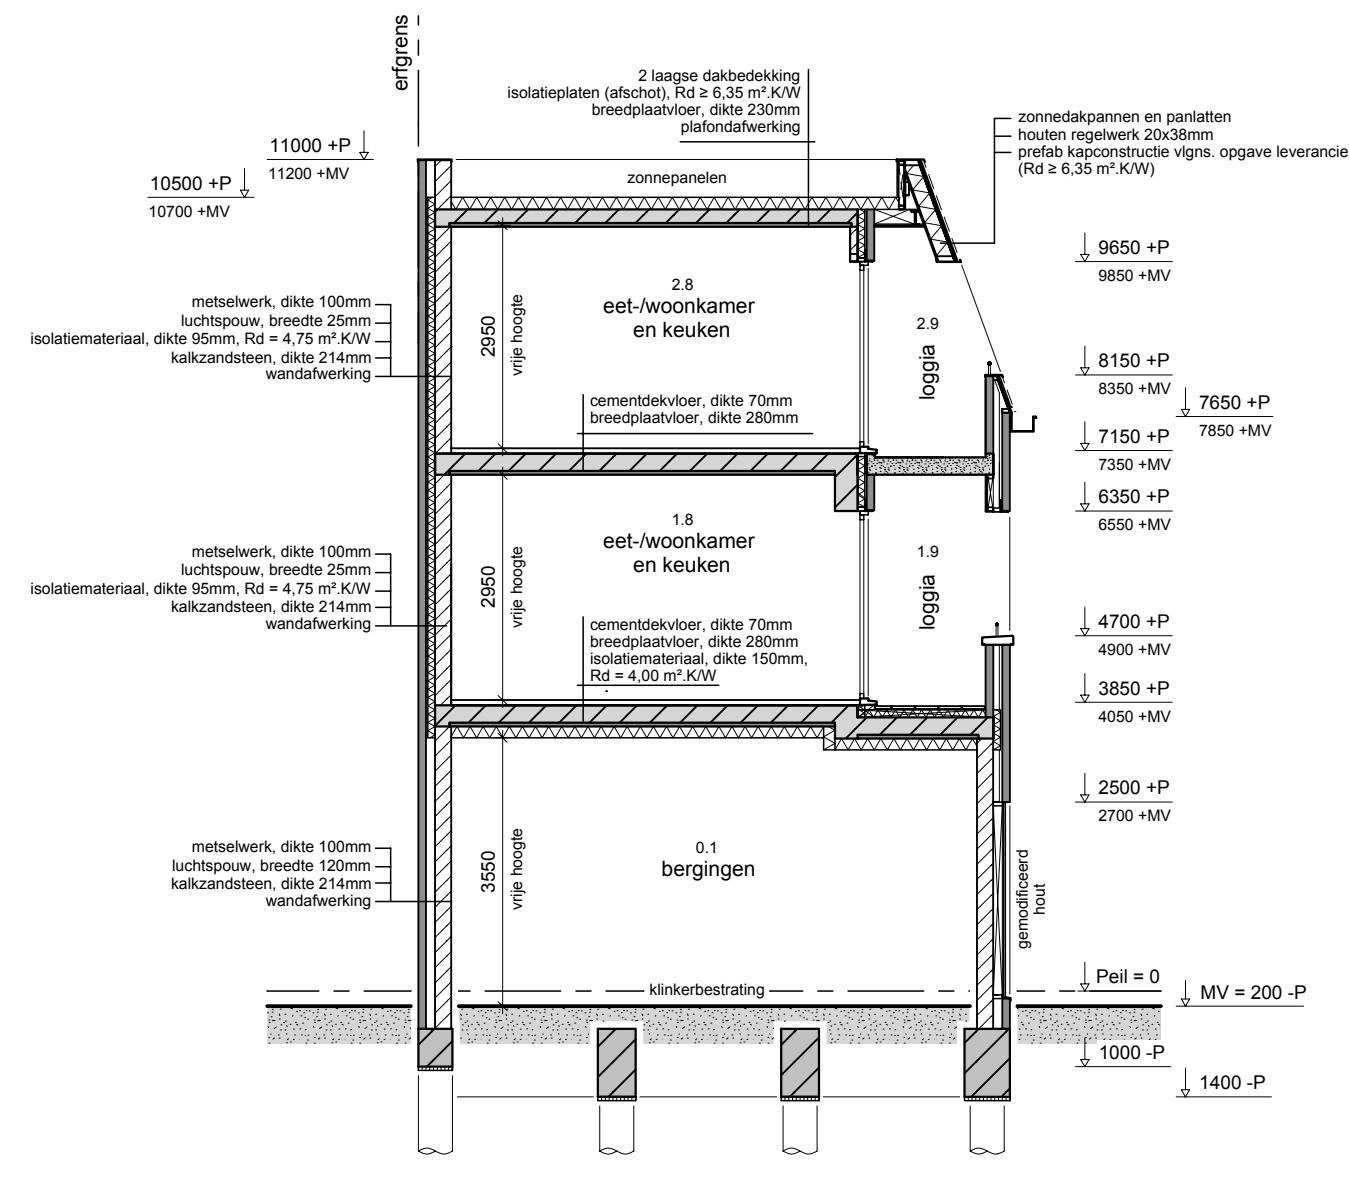 erfgrens
2 laagse dakbedekking
isolatieplaten (afschot), Rd ≥ 6,35 m².K/W
breedplaatvloer, dikte 230mm
plafondafwerking
zonnedakpannen en panlatten
houten regelwerk 20x38mm
prefab kapconstructie vlgns. opgave leverancie
(Rd ≥ 6,35 m².K/W)
11000 +P
11200 +MV
10500 +P
10700 +MV
zonnepanelen
9650 +P
9850 +MV
metselwerk, dikte 100mm
luchtspouw, breedte 25mm
isolatiemateriaal, dikte 95mm, Rd = 4,75 m².K/W
kalkzandsteen, dikte 214mm
wandafwerking
2950
vrije hoogte
2.8
eet-/woonkamer
en keuken
2.9
loggia
8150 +P
8350 +MV
7650 +P
7850 +MV
cementdekvloer, dikte 70mm
breedplaatvloer, dikte 280mm
7150 +P
7350 +MV
6350 +P
6550 +MV
metselwerk, dikte 100mm
luchtspouw, breedte 25mm
isolatiemateriaal, dikte 95mm, Rd = 4,75 m².K/W
kalkzandsteen, dikte 214mm
wandafwerking
2950
vrije hoogte
1.8
eet-/woonkamer
en keuken
1.9
loggia
cementdekvloer, dikte 70mm
breedplaatvloer, dikte 280mm
isolatiemateriaal, dikte 150mm,
Rd = 4,00 m².K/W
4700 +P
4900 +MV
3850 +P
4050 +MV
2500 +P
2700 +MV
metselwerk, dikte 100mm
luchtspouw, breedte 120mm
kalkzandsteen, dikte 214mm
wandafwerking
3550
vrije hoogte
0.1
bergingen
gemodificeerd
hout
klinkerbestrating
Peil = 0
MV = 200 -P
1000 -P
1400 -P